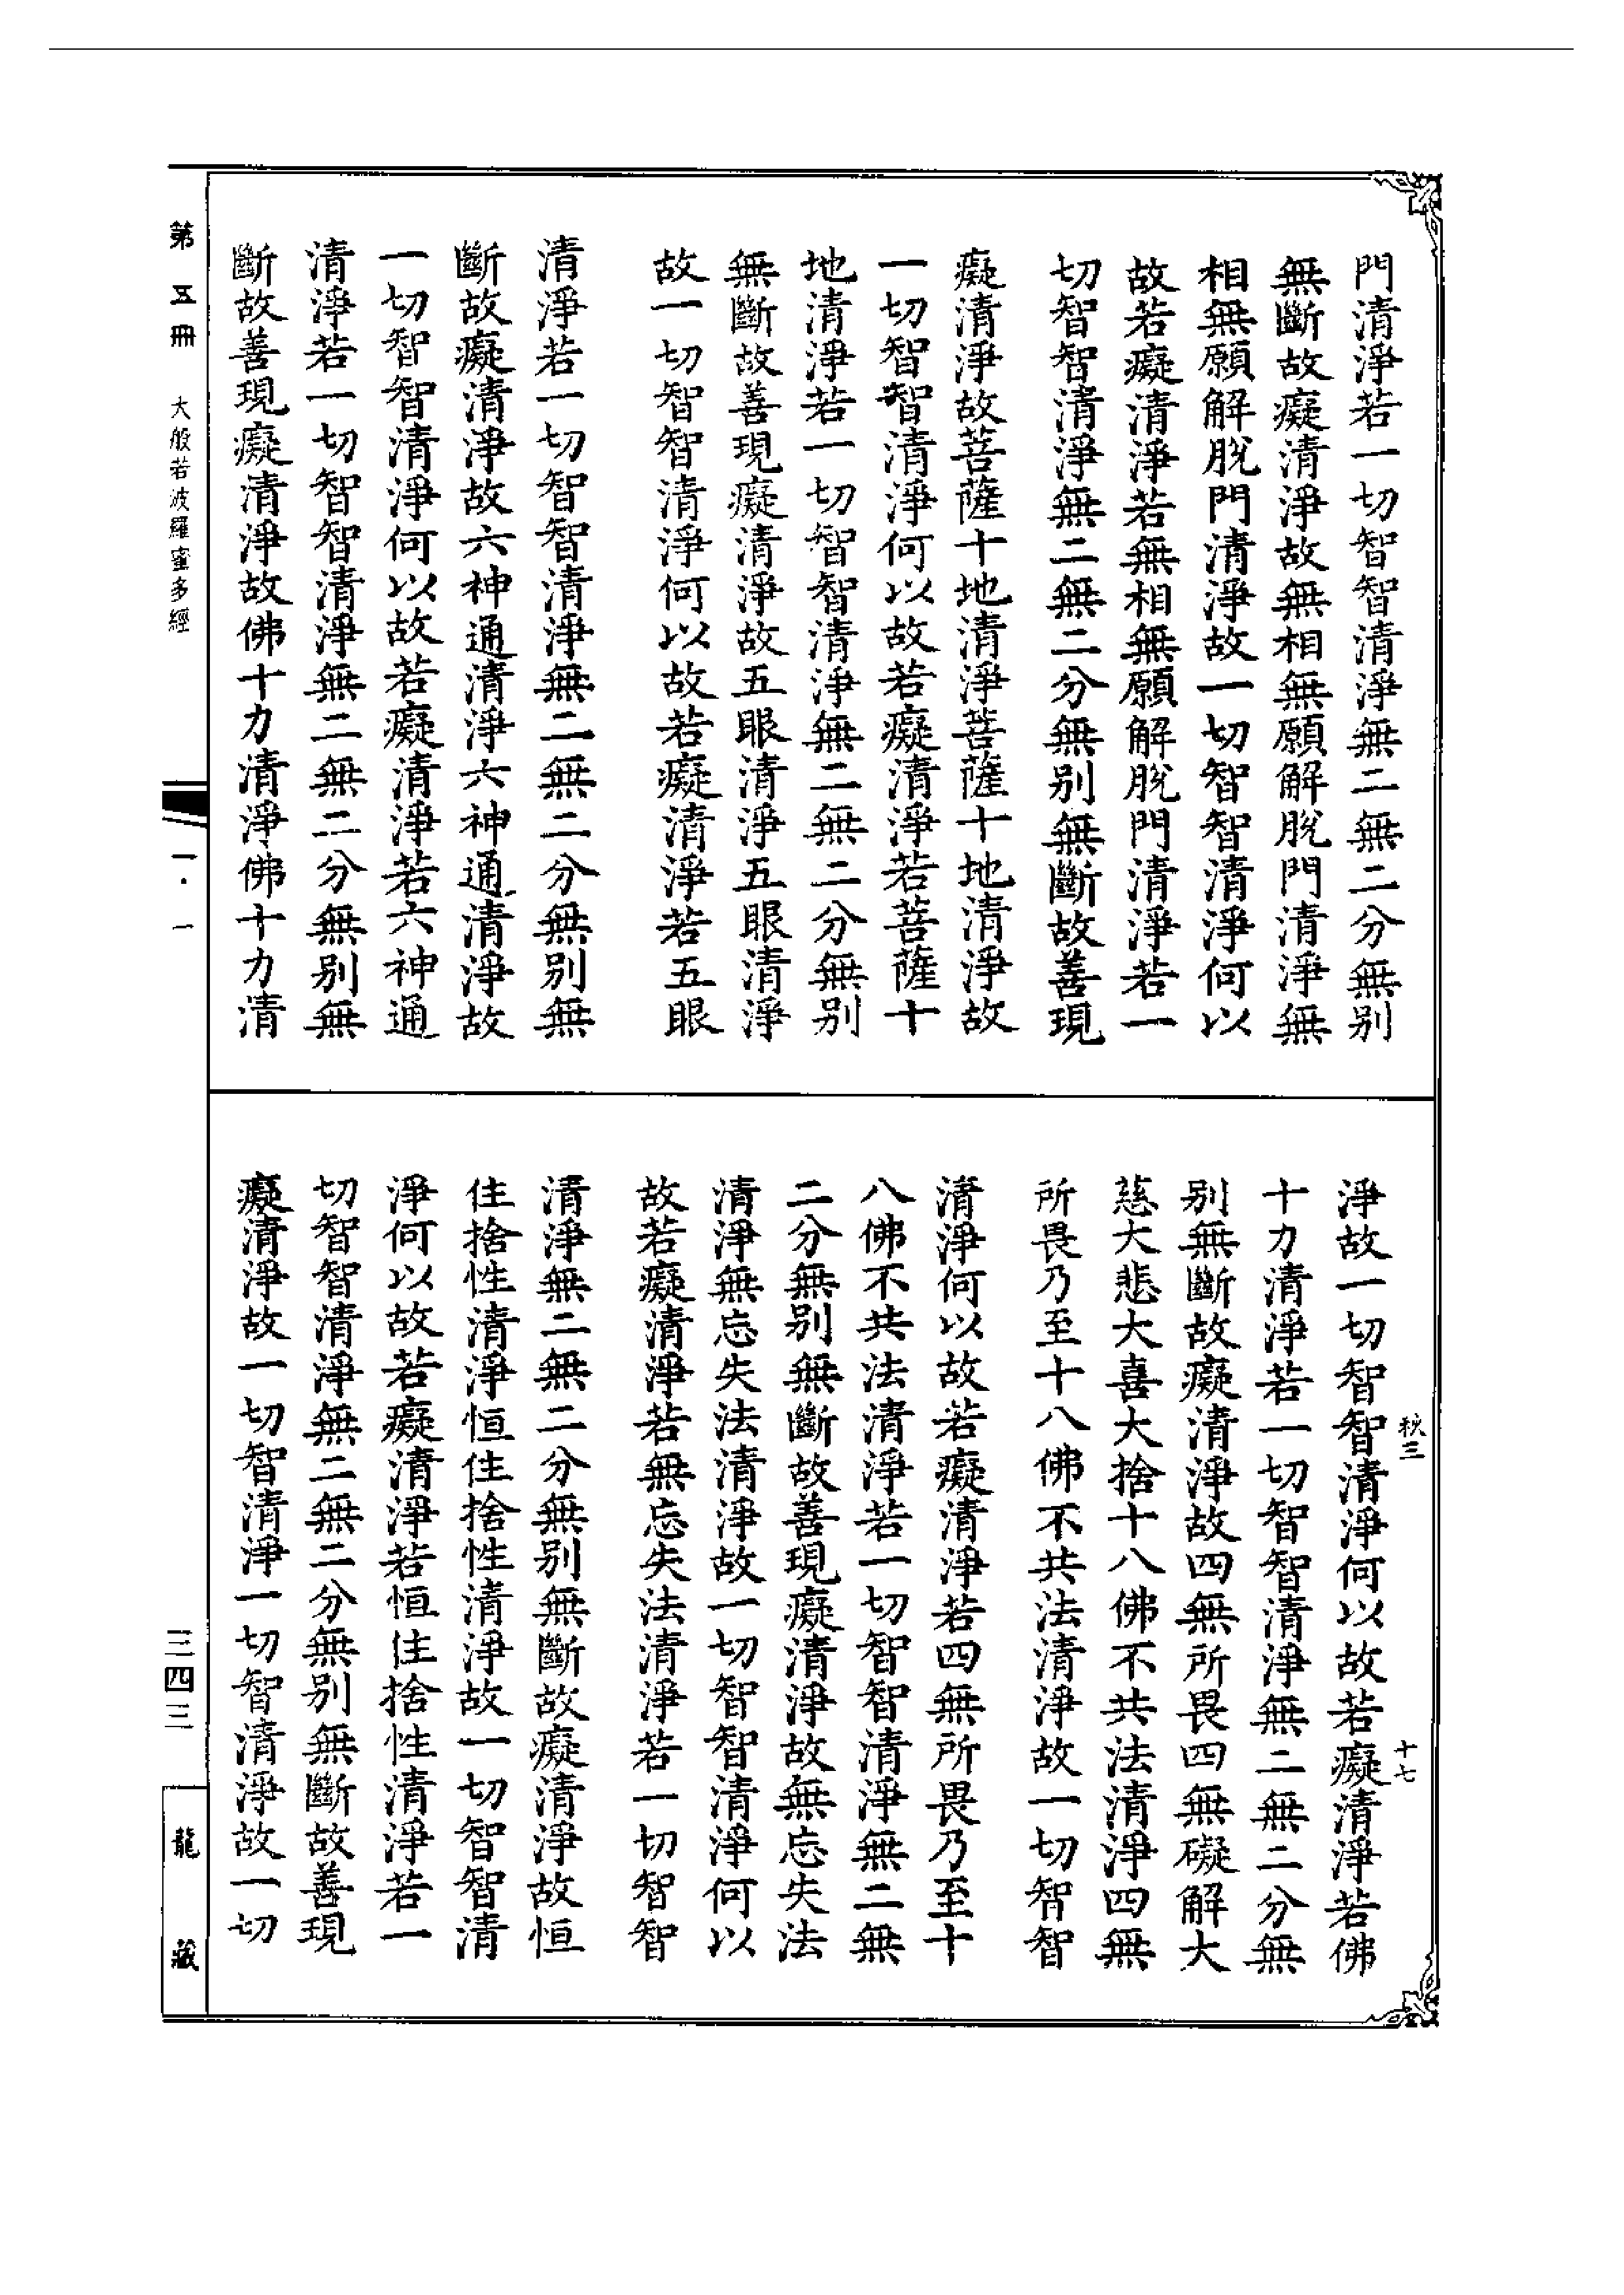 門清淨若一切智智清淨無二無二分無別
無斷故癡清淨故無相無願解脫門清淨無
相無願解脫門清淨故一切智智清淨何以
故若癡清淨若無相無願解脫門清淨若一
切智智清淨無二無二分無別無斷故善現
癡清淨故菩薩十地清淨菩薩十地清淨故
一切智智清淨何以故若癡清淨若菩薩十
地清淨若一切智智清淨無二無二分無別
無斷故善現癡清淨故五眼清淨五眼清淨
故一切智智清淨何以故若癡清淨若五眼
清淨若一切智智清淨無二無二分無別無
斷故癡清淨故六神通清淨六神通清淨故
一切智智清淨何以故若癡清淨若六神通
清淨若一切智智清淨無二無二分無別無
斷故善現癡清淨故佛十力清淨佛十力清
淨故一切智智清淨何以故若癡清淨若佛
十力清淨若一切智智清淨無二無二分無
別無斷故癡清淨故四無所畏四無礙解大
慈大悲大喜大捨十八佛不共法清淨四無
所畏乃至十八佛不共法清淨故一切智智
清淨何以故若癡清淨若四無所畏乃至十
八佛不共法清淨若一切智智清淨無二無
二分無別無斷故善現癡清淨故無忘失法
清淨無忘失法清淨故一切智智清淨何以
故若癡清淨若無忘失法清淨若一切智智
清淨無二無二分無別無斷故癡清淨故恒
住捨性清淨恒住捨性清淨故一切智智清
淨何以故若癡清淨若恒住捨性清淨若一
切智智清淨無二無二分無別無斷故善現
癡清淨故一切智清淨一切智清淨故一切
秋三
十七
第五冊
大般若波羅蜜多經
一·一
三四三
龍藏